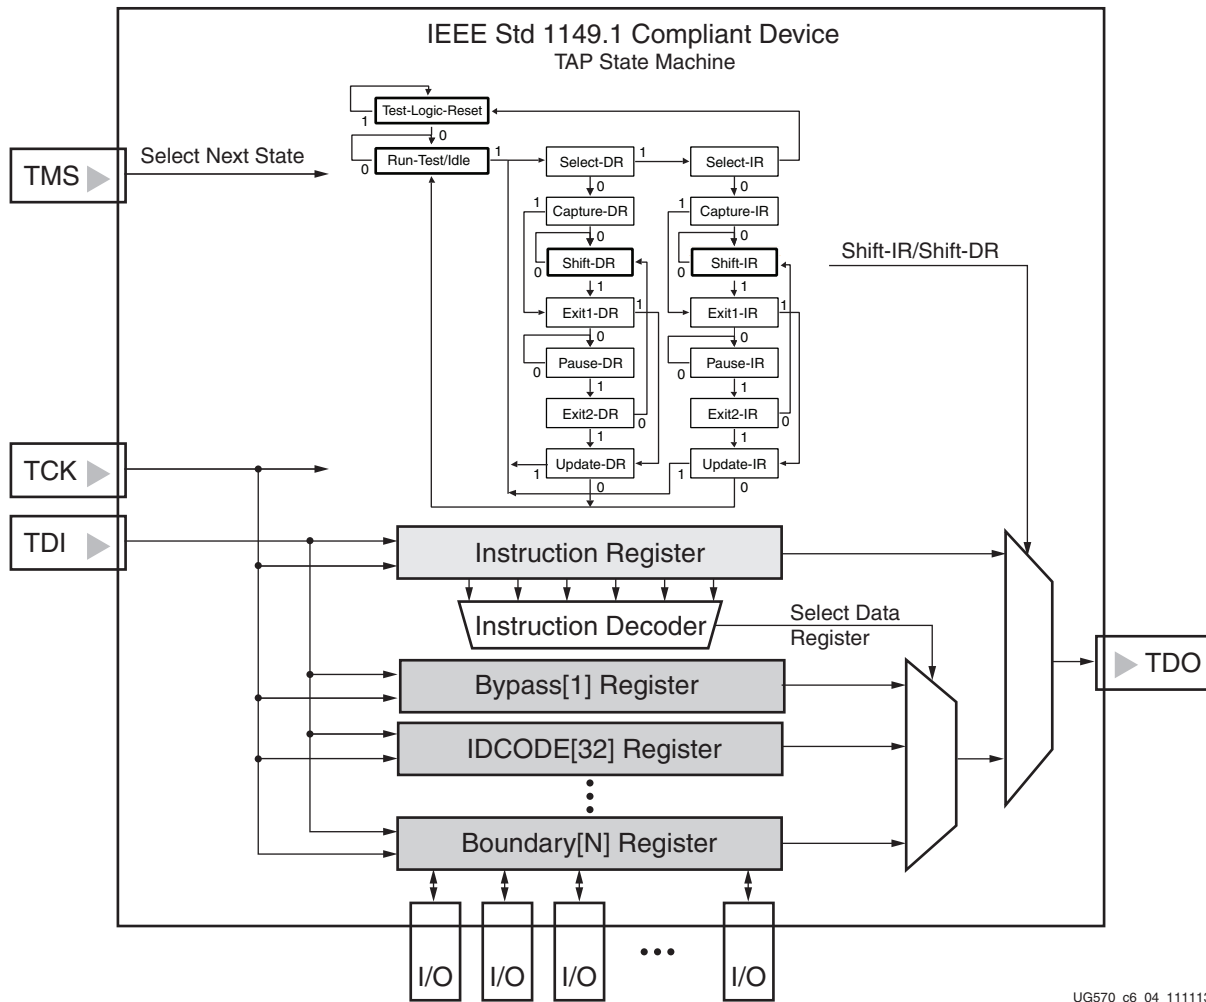 IEEE Std 1149.1 Compliant Device
TAP State Machine
Test-Logic-Reset
1
0
TMS
Select Next State
0
Run-Test/Idle
1
Select-DR
1
Select-IR
0
0
1
Capture-DR
1
Capture-IR
0
0
0
Shift-DR
0
Shift-IR
Shift-IR/Shift-DR
1
1
Exit1-DR
1
Exit1-IR
1
0
0
Pause-DR
0
Pause-IR
0
1
1
Exit2-DR
0
Exit2-IR
0
1
1
TCK
1
Update-DR
1
Update-IR
0
0
TDI
Instruction Register
Instruction Decoder
Select Data
Register
TDO
Bypass[1] Register
IDCODE[32] Register
Boundary[N] Register
I/O
I/O
I/O
I/O
UG570_c6_04_111113